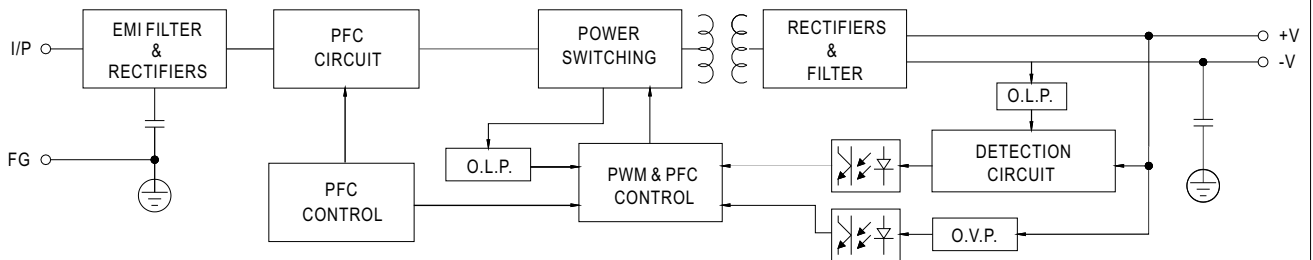 I/P
EMI FILTER
&
RECTIFIERS
PFC
CIRCUIT
POWER
SWITCHING
RECTIFIERS
&
FILTER
+V
-V
O.L.P.
FG
PFC
CONTROL
O.L.P.
PWM & PFC
CONTROL
DETECTION
CIRCUIT
O.V.P.